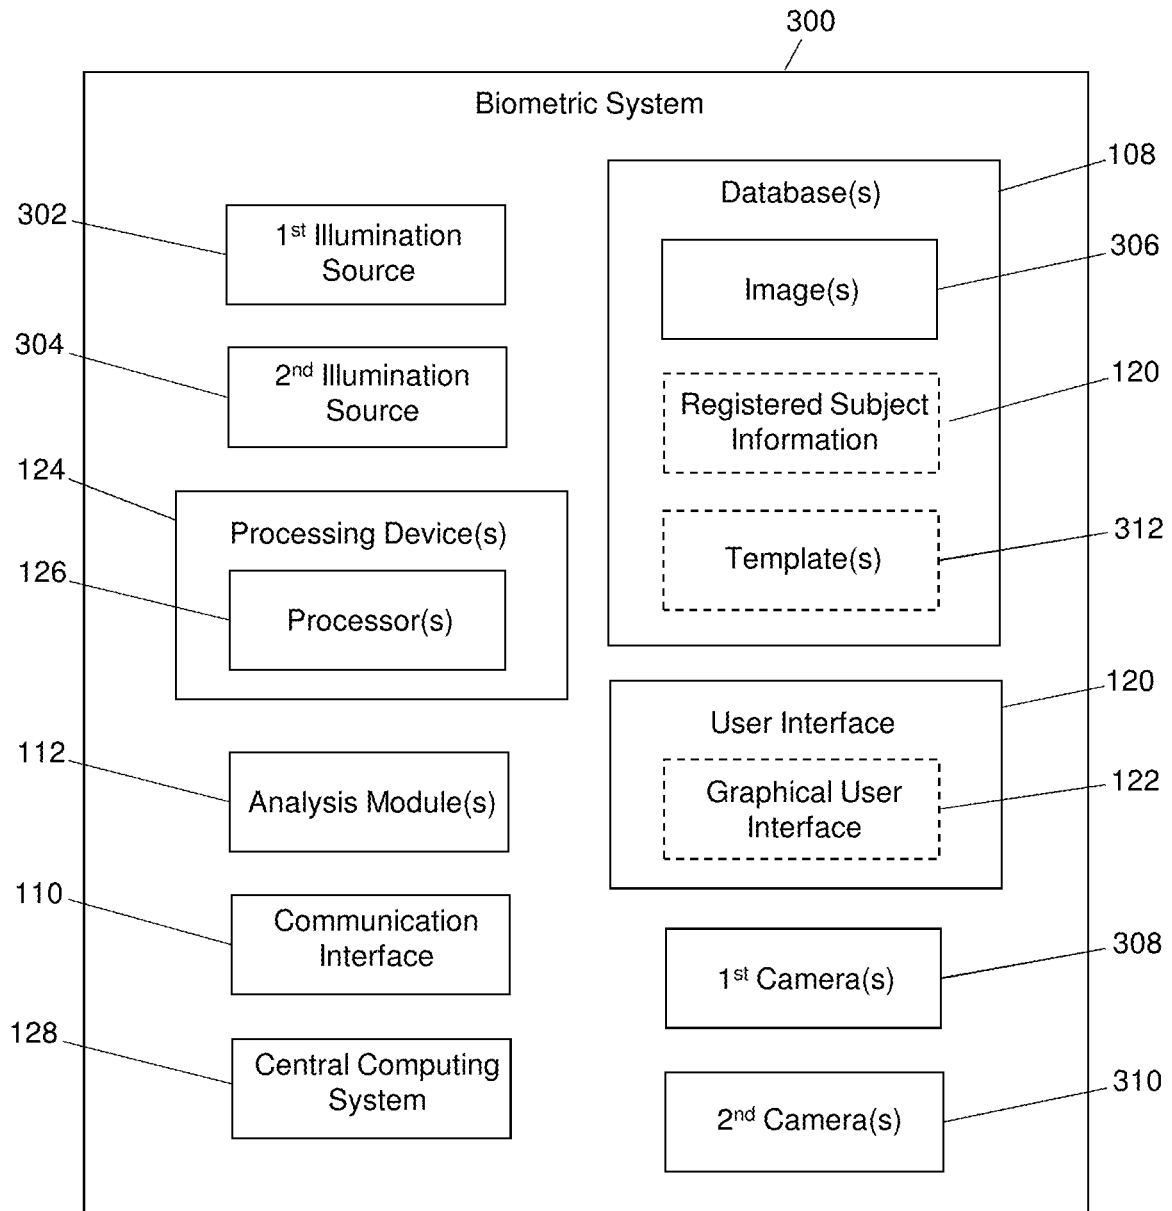 300
Biometric System
302
1st Illumination
Source
304
2nd Illumination
Source
124
Processing Device(s)
126
Processor(s)
112
Analysis Module(s)
110
Communication
Interface
128
Central Computing
System
108
Database(s)
306
Image(s)
120
Registered Subject
Information
312
Template(s)
120
User Interface
122
Graphical User
Interface
308
1st Camera(s)
310
2nd Camera(s)